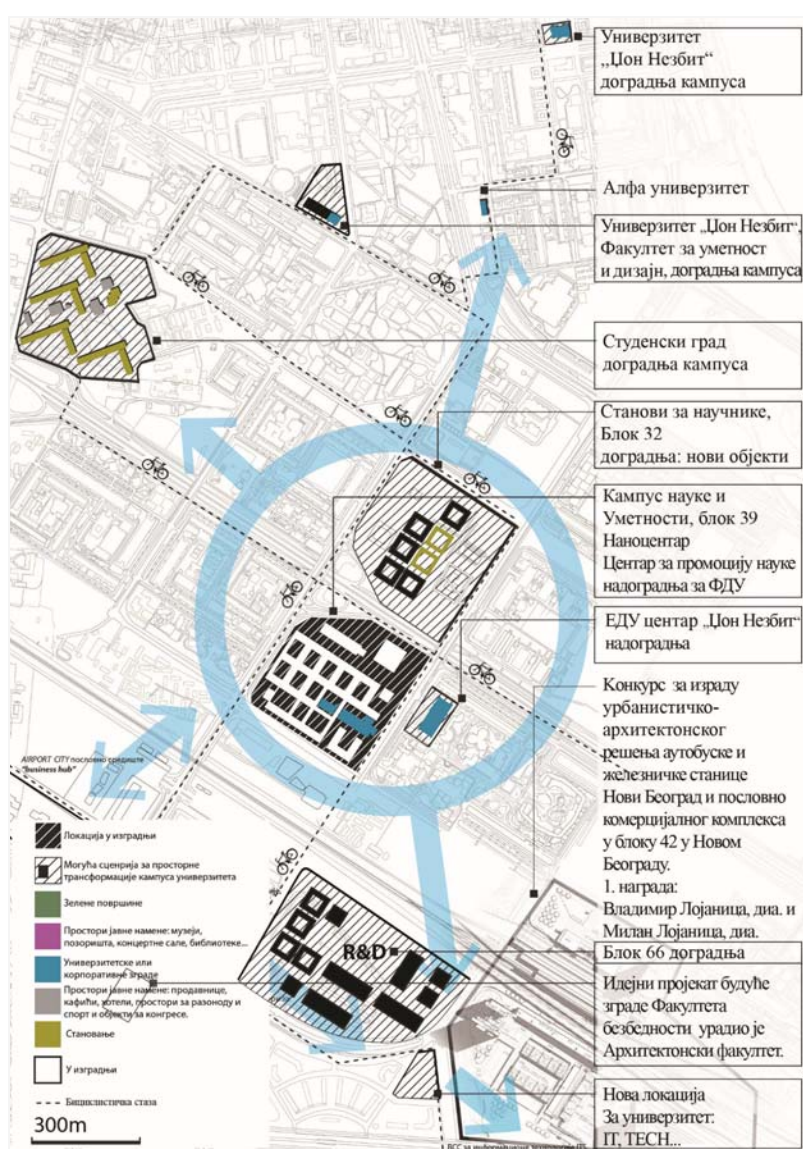 Универзитет
„Џон Незбит“
доградња кампуса
Алфа универзитет
Универзитет „Џон Незбит“,
Факултет за уметност
и дизајн, доградња кампуса
Студенски град
доградња кампуса
Станови за научнике,
Блок 32
доградња: нови објекти
Кампус науке и
Уметности, блок 39
Наноцентар
Центар за промоцију науке
надоградња за ФДУ
ЕДУ центар „Џон Незбит“
надоградња
Конкурс за израду
урбанистичко-
архитектонског
решења аутобуске и
железничке станице
Нови Београд и пословно
комерцијалног комплекса
у блоку 42 у Новом
Београду.
1. награда:
Владимир Лојаница, диа. и
Милан Лојаница, диа.
Блок 66 доградња
Идејни пројекат будуће
зграде Факултета
безбедности урадио је
Архитектонски факултет.
Нова локација
За универзитет:
IT, TECH...
R&D
AIRPORT CITY пословно средиште
"business hub"
Локација у изградњи
Могућа сценрија за просторне
трансформације кампуса универзитета
Зелене површине
Простори јавне намене: музеји,
позоришта, концертне сале, библиотеке...
Универзитетске или
корпоративне зграде
Простори јавне намене: продавнице,
кафићи, хотели, простори за разоноду и
спорт и објекти за конгресе.
Становање
У изградњи
Бициклистичка стаза
300m